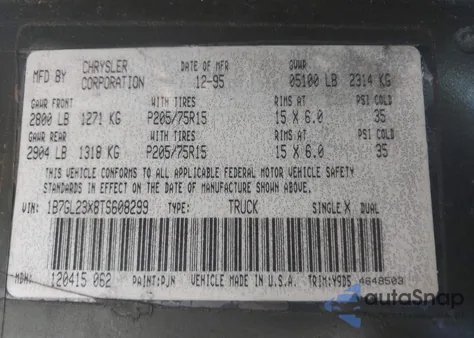 MFD BY CHRYSLER CORPORATION DATE OF MFR 12-95 GVWR 05100 LB 2314 KG
GAWR FRONT WITH TIRES RIMS AT PSI COLD
2800 LB 1271 KG P205/75R15 15 X 6.0 35
GAWR REAR WITH TIRES RIMS AT PSI COLD
2904 LB 1318 KG P205/75R15 15 X 6.0 35
THIS VEHICLE CONFORMS TO ALL APPLICABLE FEDERAL MOTOR VEHICLE SAFETY
STANDARDS IN EFFECT ON THE DATE OF MANUFACTURE SHOWN ABOVE.
VIN: 1B7GL23X8TS608299 TYPE: TRUCK SINGLE X DUAL
MDH: 120415 062 PAINT: PJN VEHICLE MADE IN U.S.A. TRIM: Y9D5 4648503
autoSnap